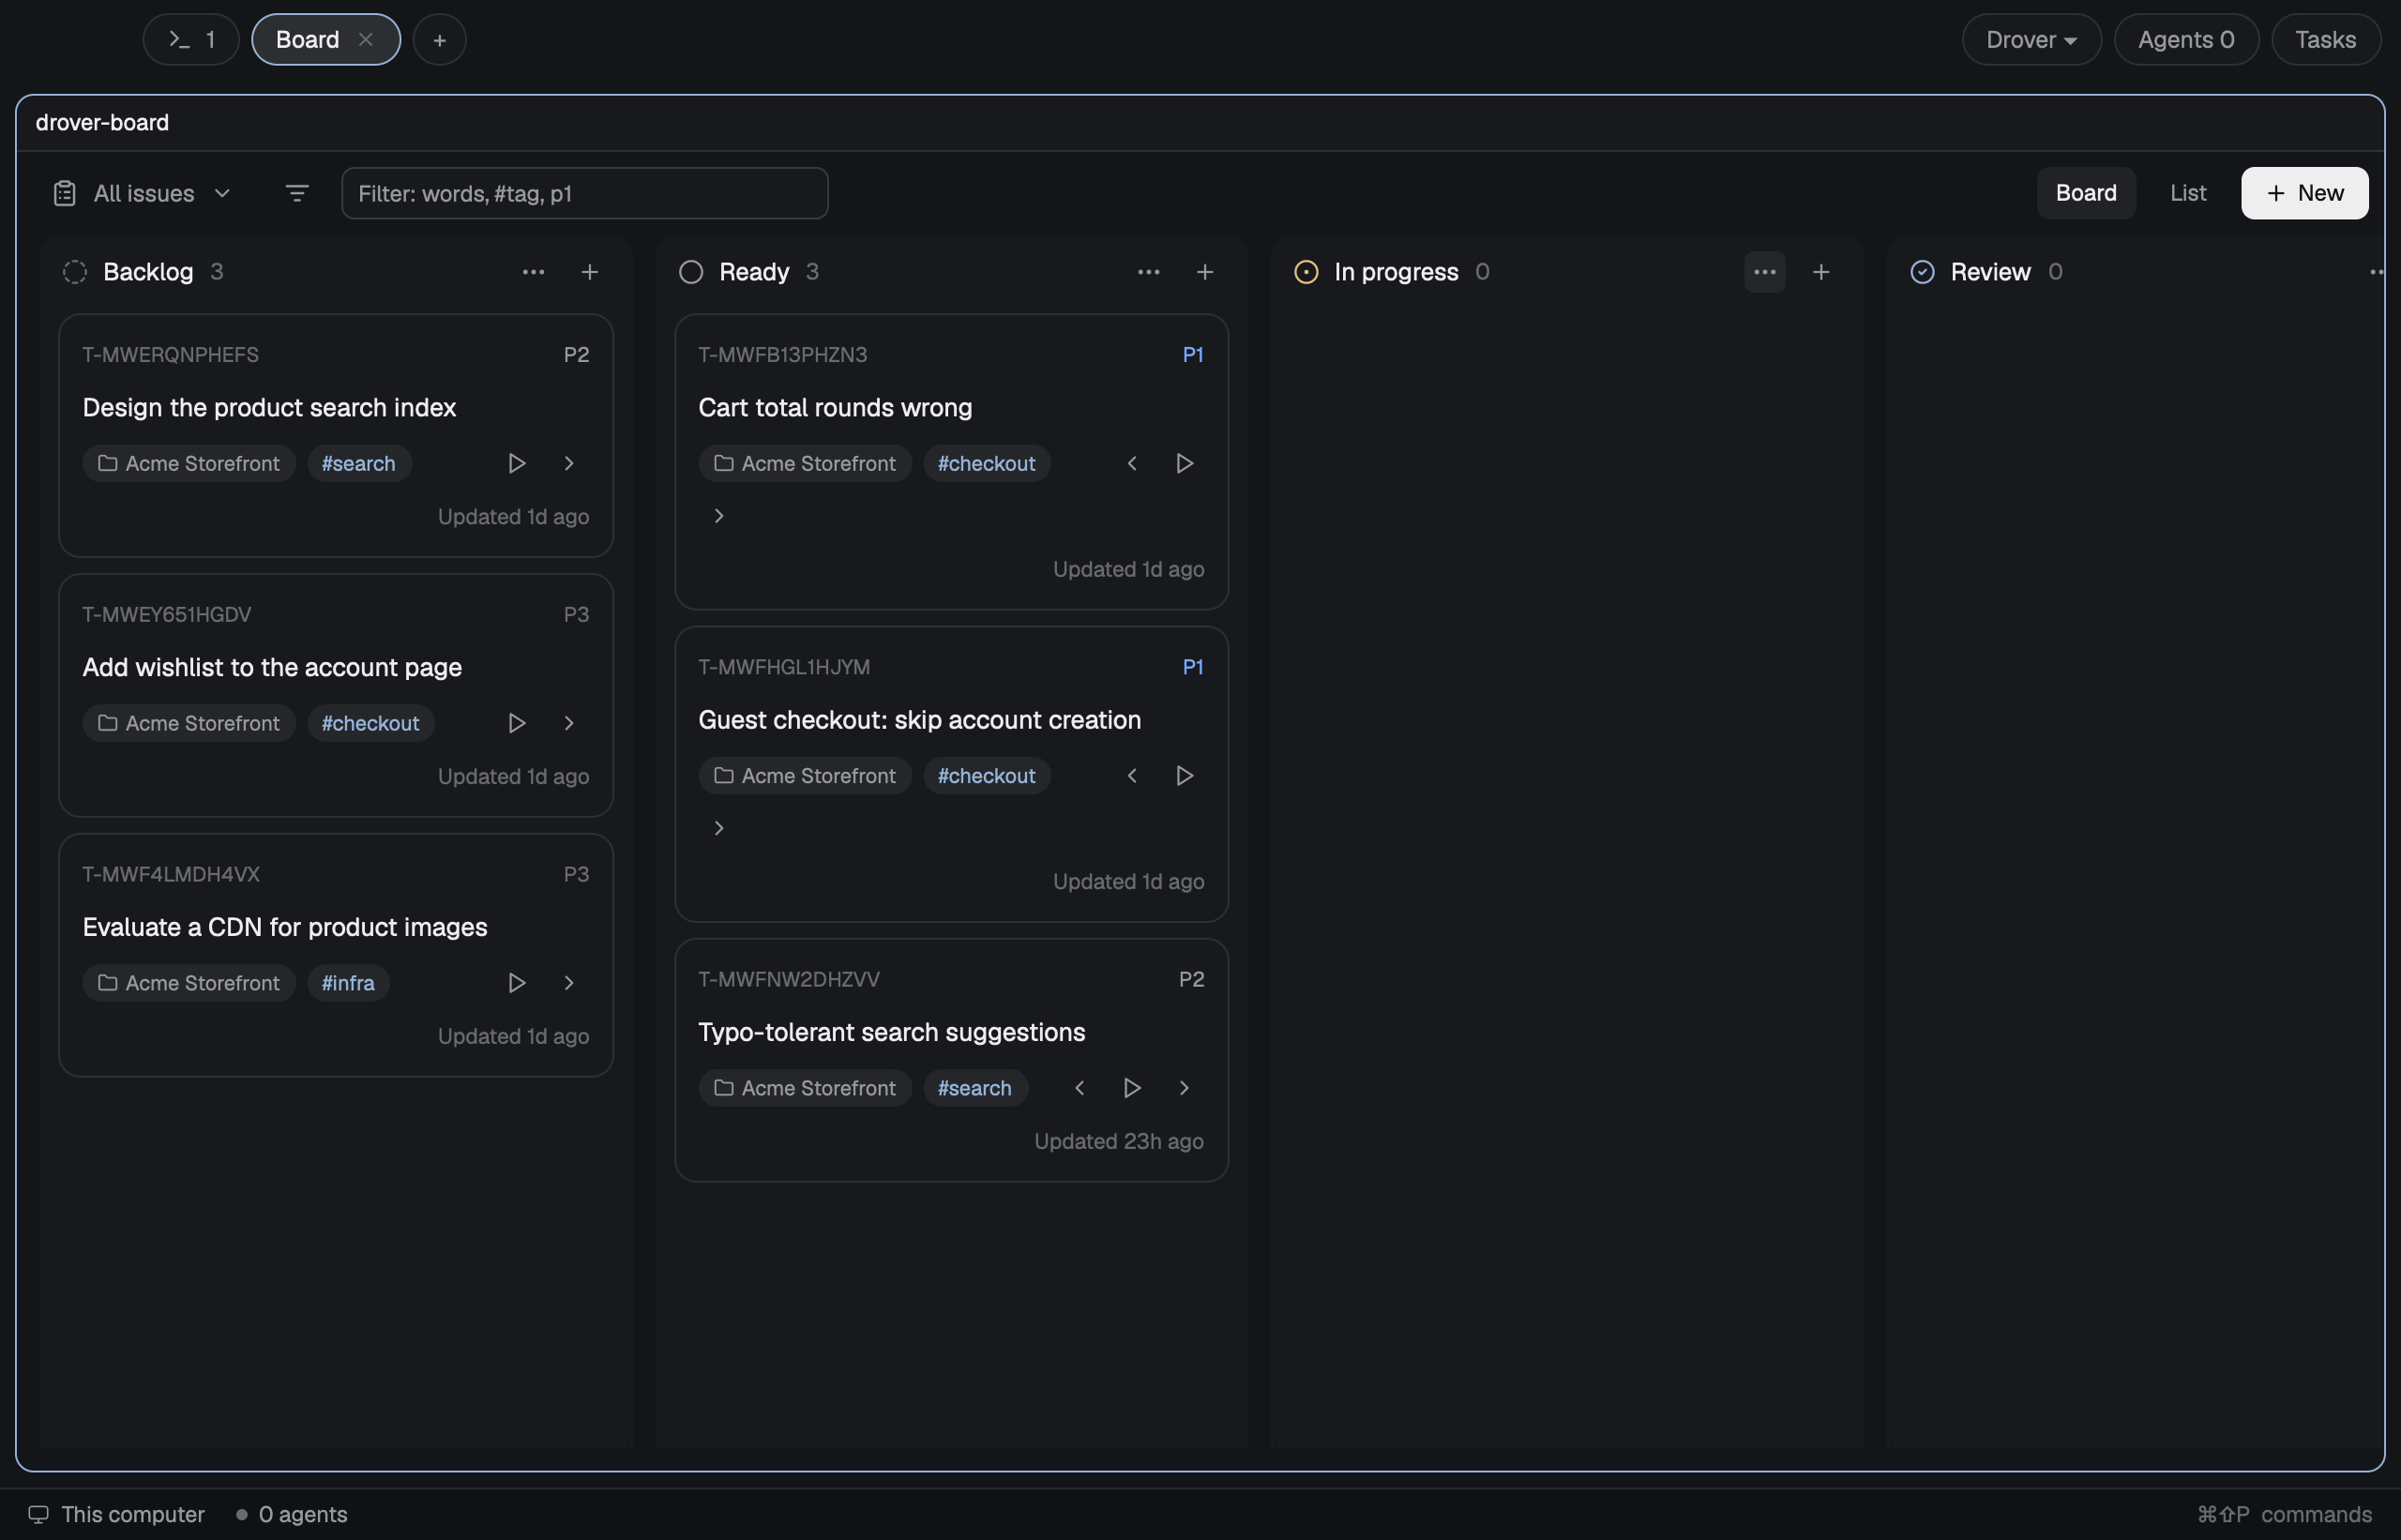 >_ 1 Board × + Drover Agents 0 Tasks
drover-board
All issues Filter: words, #tag, p1 Board List + New
Backlog 3 ... +
T-MWERQNPHEFS P2
Design the product search index
Acme Storefront #search
Updated 1d ago
T-MWEY651HGDV P3
Add wishlist to the account page
Acme Storefront #checkout
Updated 1d ago
T-MWF4LMDH4VX P3
Evaluate a CDN for product images
Acme Storefront #infra
Updated 1d ago
Ready 3 ... +
T-MWFB13PHZN3 P1
Cart total rounds wrong
Acme Storefront #checkout
Updated 1d ago
T-MWFHGL1HJYM P1
Guest checkout: skip account creation
Acme Storefront #checkout
Updated 1d ago
T-MWFNW2DHZVV P2
Typo-tolerant search suggestions
Acme Storefront #search
Updated 23h ago
In progress 0 ... +
Review 0
This computer 0 agents ⌘⇧P commands